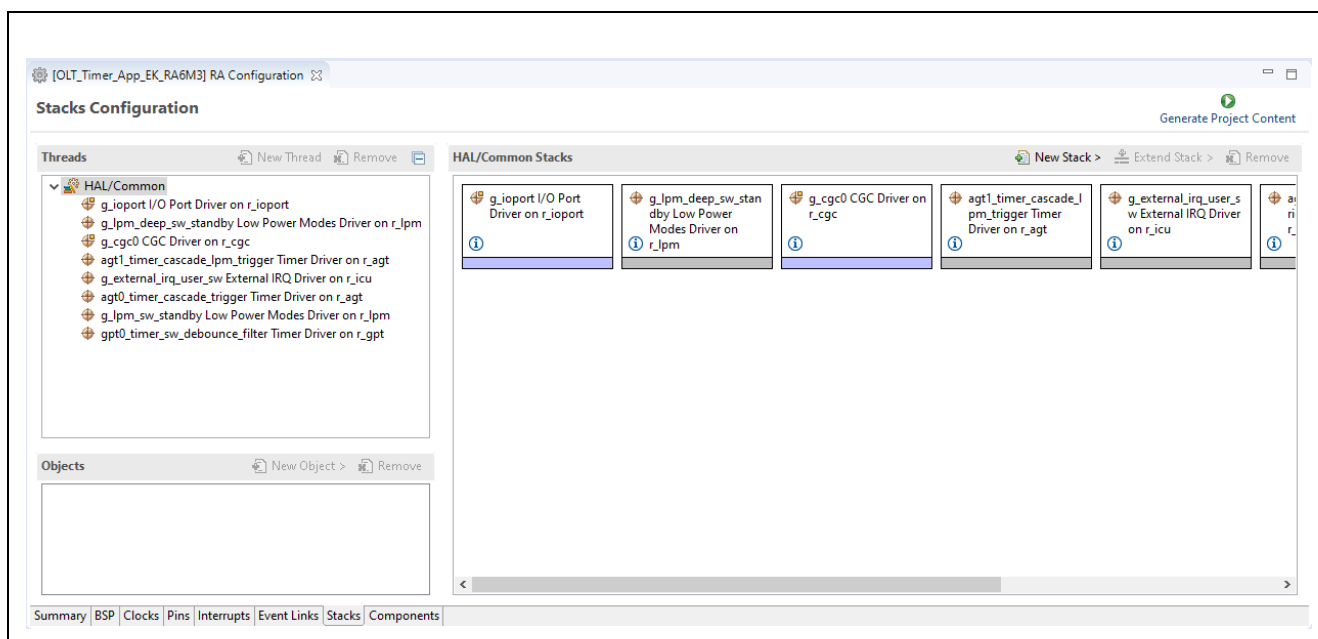 [OLT_Timer_App_EK_RA6M3] RA Configuration
Stacks Configuration
Generate Project Content
Threads
New Thread
Remove
HAL/Common
g_ioport I/O Port Driver on r_ioport
g_lpm_deep_sw_standby Low Power Modes Driver on r_lpm
g_cgc0 CGC Driver on r_cgc
agt1_timer_cascade_lpm_trigger Timer Driver on r_agt
g_external_irq_user_sw External IRQ Driver on r_icu
agt0_timer_cascade_trigger Timer Driver on r_agt
g_lpm_sw_standby Low Power Modes Driver on r_lpm
gpt0_timer_sw_debounce_filter Timer Driver on r_gpt
Objects
New Object >
Remove
HAL/Common Stacks
New Stack >
Extend Stack >
Remove
g_ioport I/O Port
Driver on r_ioport
g_lpm_deep_sw_stan
dby Low Power
Modes Driver on
r_lpm
g_cgc0 CGC Driver on
r_cgc
agt1_timer_cascade_l
pm_trigger Timer
Driver on r_agt
g_external_irq_user_s
w External IRQ Driver
on r_icu
Summary BSP Clocks Pins Interrupts Event Links Stacks Components